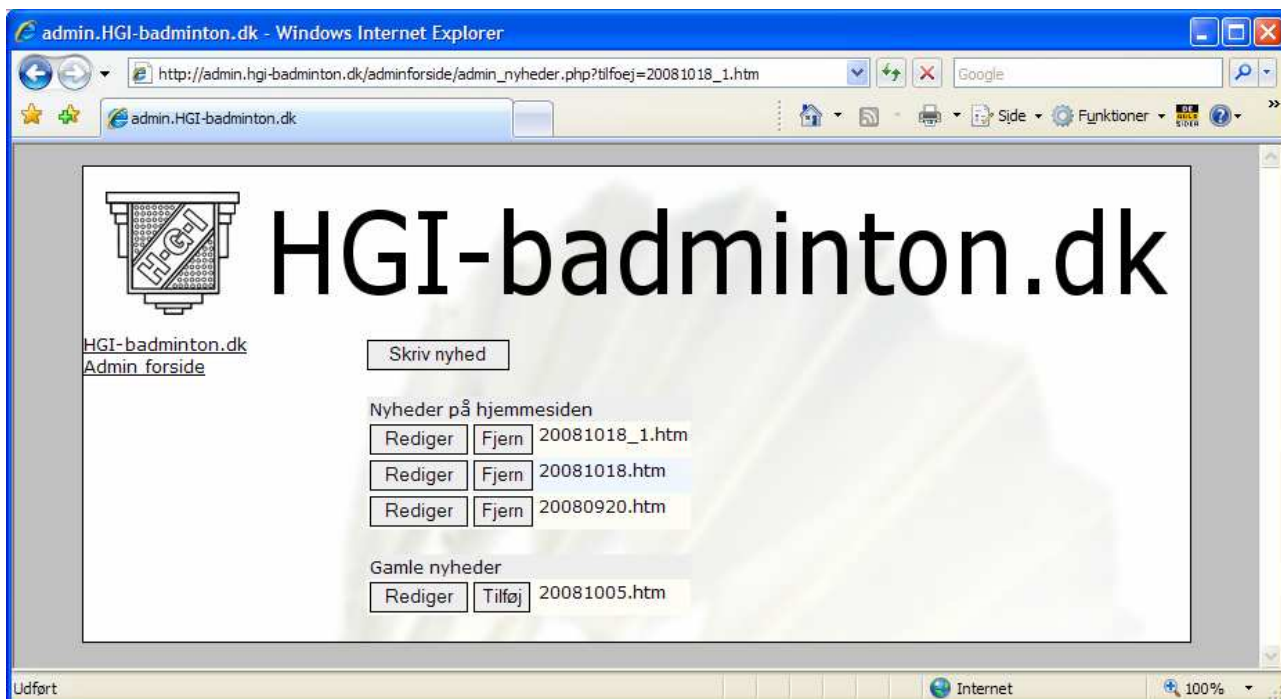 admin.HGI-badminton.dk - Windows Internet Explorer
http://admin.hgi-badminton.dk/adminforside/admin_nyheder.php?tilfoej=20081018_1.htm
Google
admin.HGI-badminton.dk
Side
Funktioner
DE GULE SIDER
»
H·G·I
HGI-badminton.dk
HGI-badminton.dk
Admin forside
Skriv nyhed
Nyheder på hjemmesiden
Rediger Fjern 20081018_1.htm
Rediger Fjern 20081018.htm
Rediger Fjern 20080920.htm
Gamle nyheder
Rediger Tilføj 20081005.htm
Udført
Internet
100%